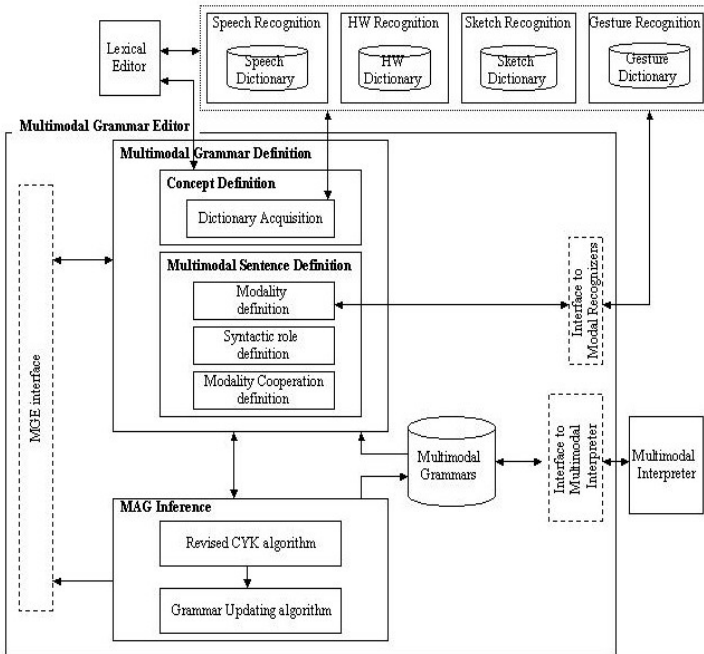 Speech Recognition
Speech
Dictionary
HW Recognition
HW
Dictionary
Sketch Recognition
Sketch
Dictionary
Gesture Recognition
Gesture
Dictionary
Lexical
Editor
Multimodal Grammar Editor
Multimodal Grammar Definition
Concept Definition
Dictionary Acquisition
Multimodal Sentence Definition
Modality
definition
Syntactic role
definition
Modality Cooperation
definition
MGE interface
Interface to
Modal Recognizers
Multimodal
Grammars
Interface to
Multimodal
Interpreter
Multimodal
Interpreter
MAG Inference
Revised CYK algorithm
Grammar Updating algorithm